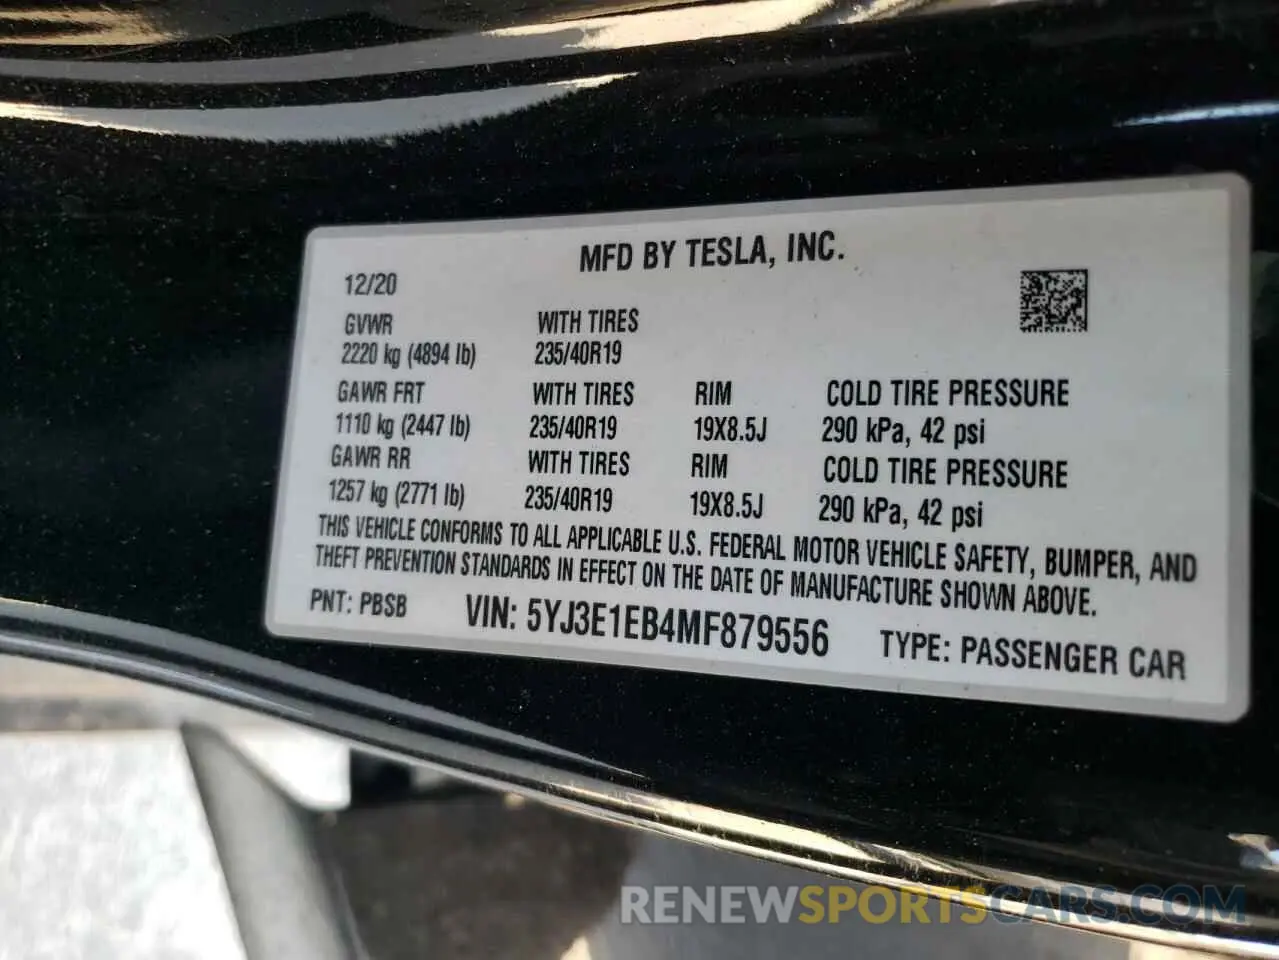 MFD BY TESLA, INC.
12/20
GVWR WITH TIRES
2220 kg (4894 lb) 235/40R19
GAWR FRT WITH TIRES RIM COLD TIRE PRESSURE
1110 kg (2447 lb) 235/40R19 19X8.5J 290 kPa, 42 psi
GAWR RR WITH TIRES RIM COLD TIRE PRESSURE
1257 kg (2771 lb) 235/40R19 19X8.5J 290 kPa, 42 psi
THIS VEHICLE CONFORMS TO ALL APPLICABLE U.S. FEDERAL MOTOR VEHICLE SAFETY, BUMPER, AND
THEFT PREVENTION STANDARDS IN EFFECT ON THE DATE OF MANUFACTURE SHOWN ABOVE.
PNT: PBSB VIN: 5YJ3E1EB4MF879556 TYPE: PASSENGER CAR
RENEWSPORTSCARS.COM